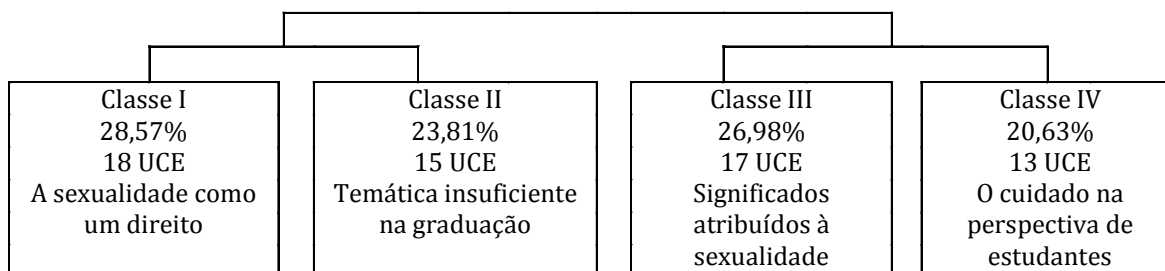 Classe I
28,57%
18 UCE
A sexualidade como
um direito
Classe II
23,81%
15 UCE
Temática insuficiente
na graduação
Classe III
26,98%
17 UCE
Significados
atribuídos à
sexualidade
Classe IV
20,63%
13 UCE
O cuidado na
perspectiva de
estudantes